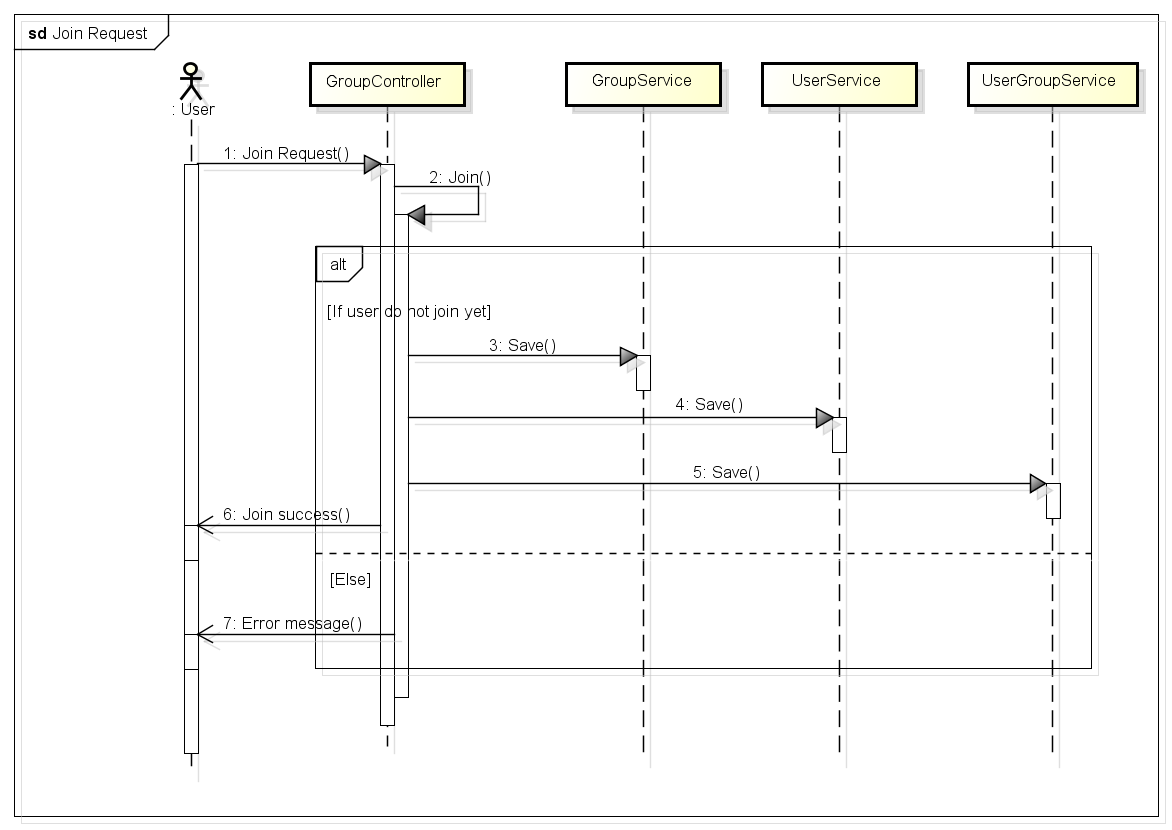 sd Join Request
GroupController
GroupService
UserService
UserGroupService
: User
1: Join Request()
2: Join()
alt
[If user do not join yet]
3: Save()
4: Save()
5: Save()
6: Join success()
[Else]
7: Error message()